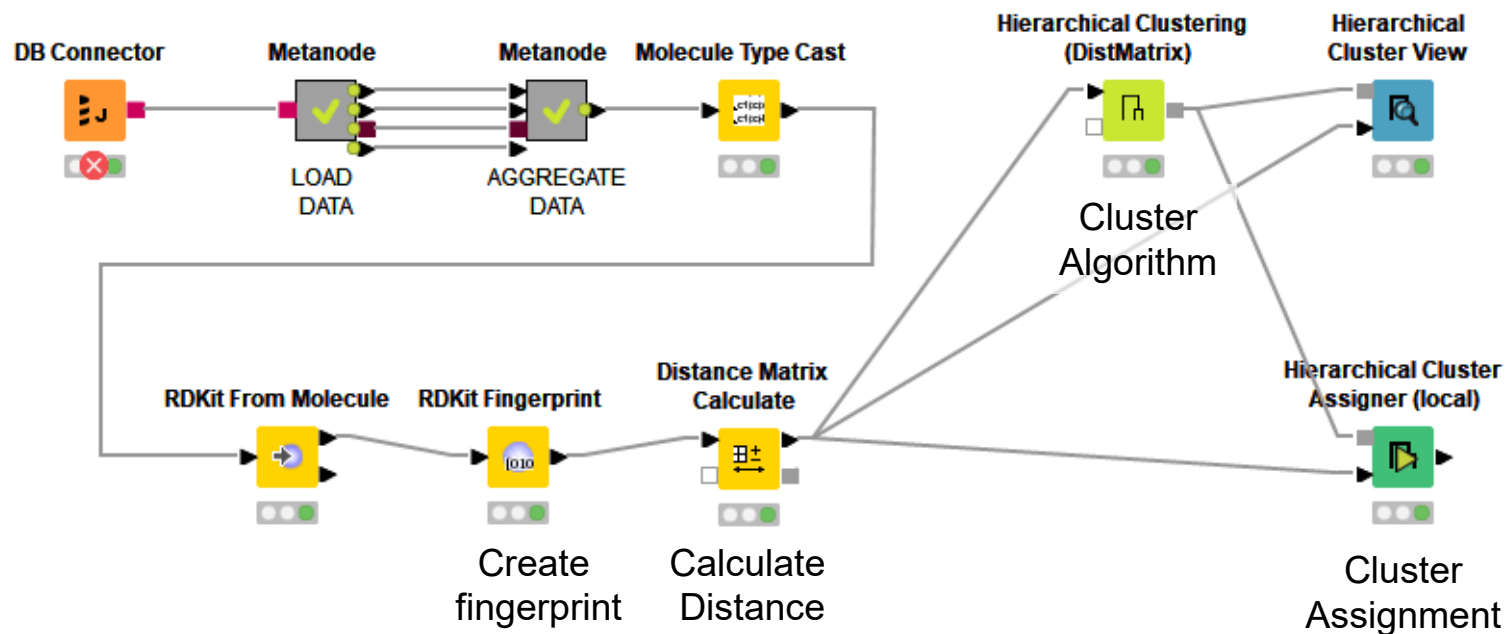 DB Connector
Metanode
Metanode
Molecule Type Cast
Hierarchical Clustering
(DistMatrix)
Hierarchical
Cluster View
LOAD
DATA
AGGREGATE
DATA
Cluster
Algorithm
RDKit From Molecule
RDKit Fingerprint
Distance Matrix
Calculate
Hierarchical Cluster
Assigner (local)
Create
fingerprint
Calculate
Distance
Cluster
Assignment